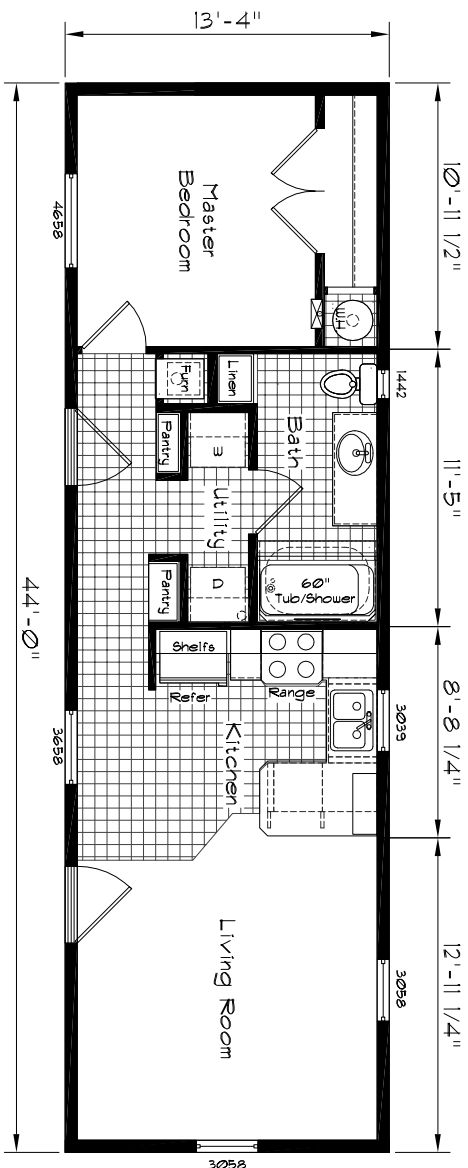 13'-4"
10'-11 1/2"
11'-5"
8'-8 1/4"
12'-11 1/4"
44'-0"
Master
Bedroom
4658
WH
1442
Furn
Linen
Bath
Pantry
W
Utility
D
Pantry
60"
Tub/Shower
Shelfs
Refer
Range
Kitchen
3039
3658
Living Room
3058
3058